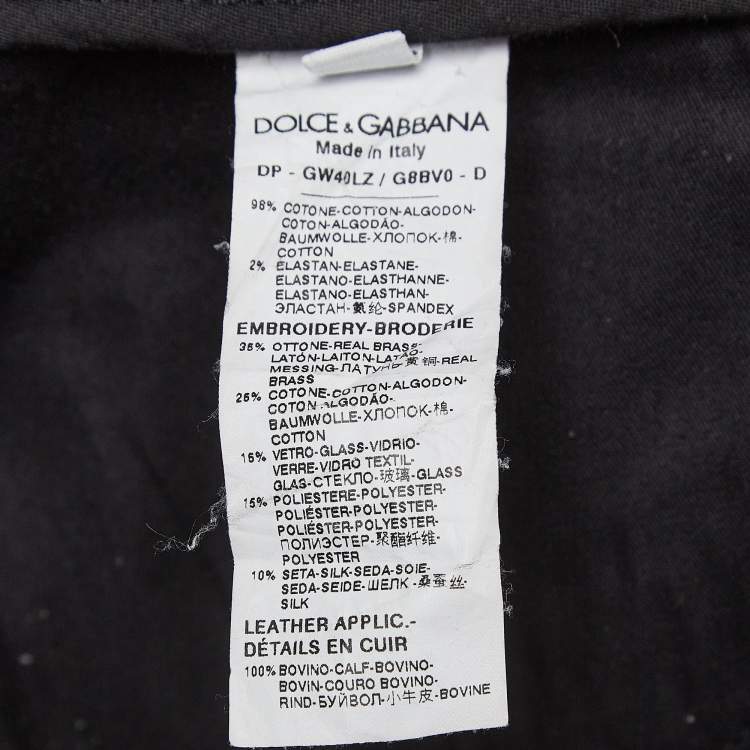 DOLCE & GABBANA
Made in Italy
DP - GW40LZ / G8BV0 - D
98% COTONE-COTTON-ALGODON-
COTON-ALGODÃO-
BAUMWOLLE-ХЛОПОК-棉-
COTTON
2% ELASTAN-ELASTANE-
ELASTANO-ELASTHANNE-
ELASTANO-ELASTHAN-
ЭЛАСТАН-氨纶-SPANDEX
EMBROIDERY-BRODERIE
35% OTTONE-REAL BRASS-
LATÓN-LAITON-LATÃO-
MESSING-ЛАТУНЬ-黄铜-REAL
BRASS
25% COTONE-COTTON-ALGODON-
COTON-ALGODÃO-
BAUMWOLLE-ХЛОПОК-棉-
COTTON
15% VETRO-GLASS-VIDRIO-
VERRE-VIDRO TEXTIL-
GLAS-СТЕКЛО-玻璃-GLASS
15% POLIESTERE-POLYESTER-
POLIÉSTER-POLYESTER-
POLIÉSTER-POLYESTER-
ПОЛИЭСТЕР-聚酯纤维-
POLYESTER
10% SETA-SILK-SEDA-SOIE-
SEDA-SEIDE-ШЕЛК-桑蚕丝-
SILK
LEATHER APPLIC.-
DÉTAILS EN CUIR
100% BOVINO-CALF-BOVINO-
BOVIN-COURO BOVINO-
RIND-БУЙВОЛ-小牛皮-BOVINE